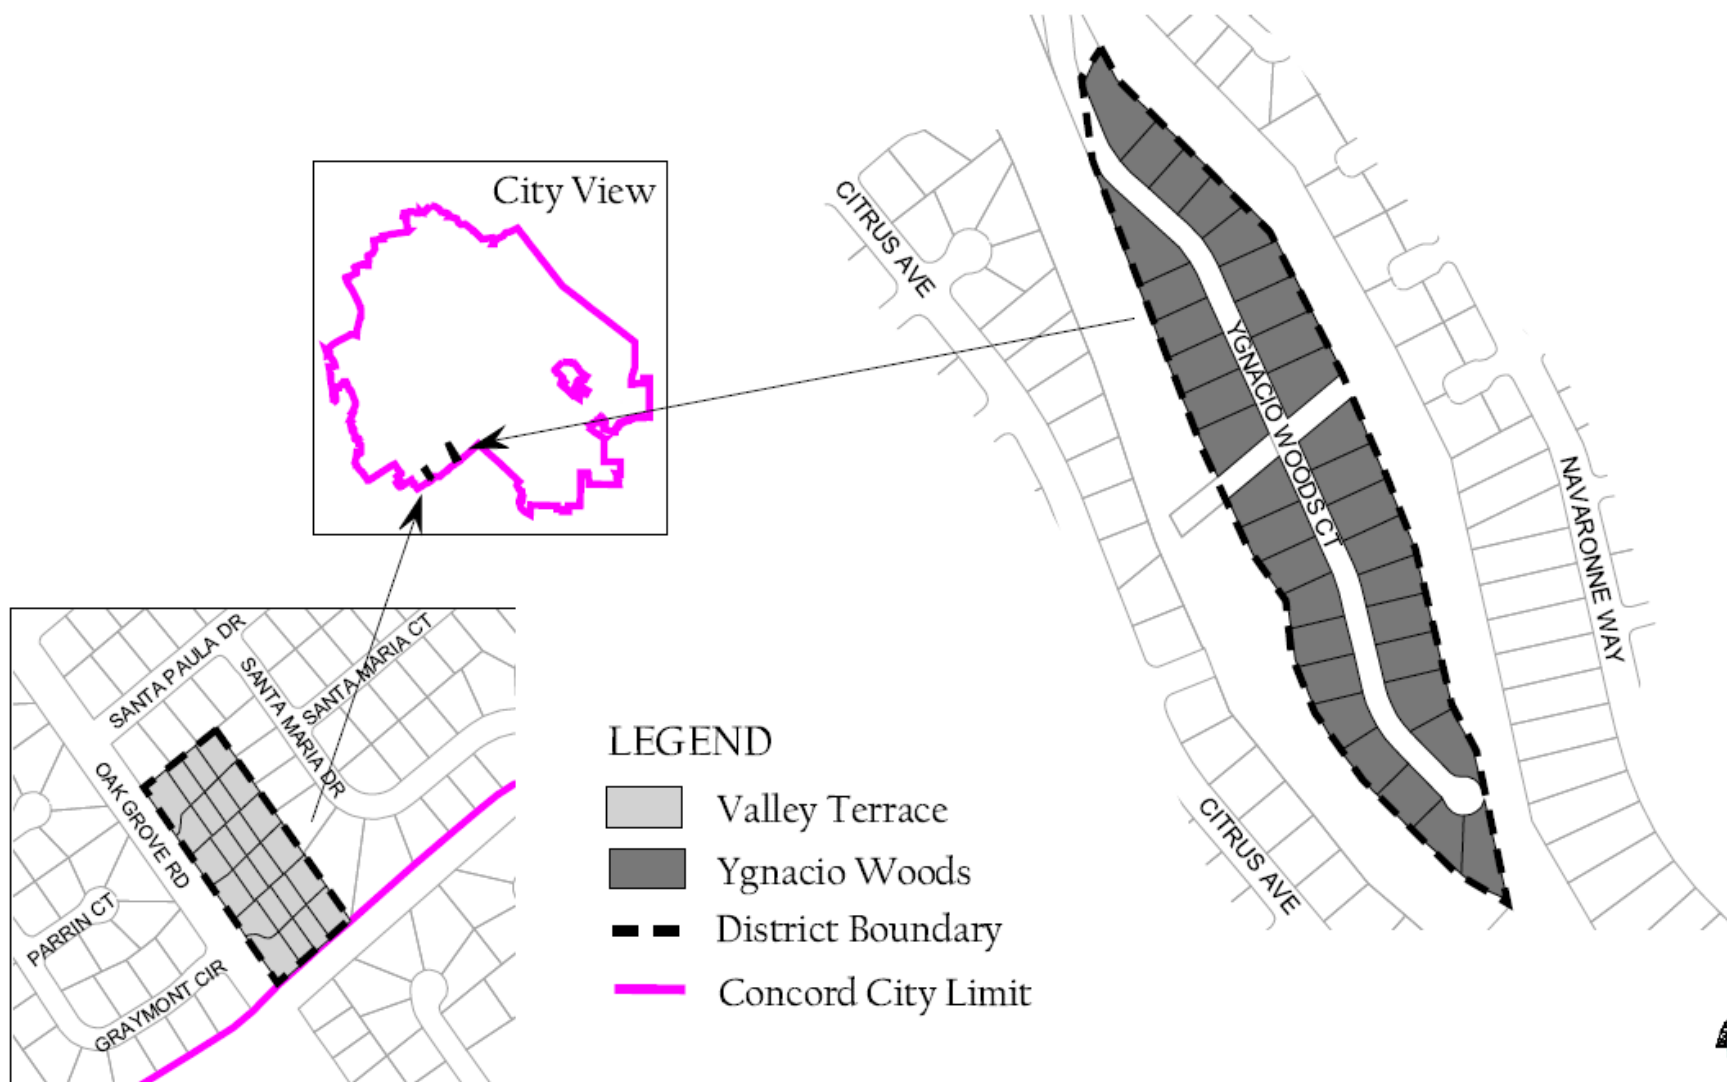 City View
CITRUS AVE
YGNACIO WOODS CT
NAVARONNE WAY
SANTA PAULA DR
SANTA MARIA CT
SANTA MARIA DR
OAK GROVE RD
PARRIN CT
GRAYMONT CIR
LEGEND
Valley Terrace
Ygnacio Woods
District Boundary
Concord City Limit
CITRUS AVE